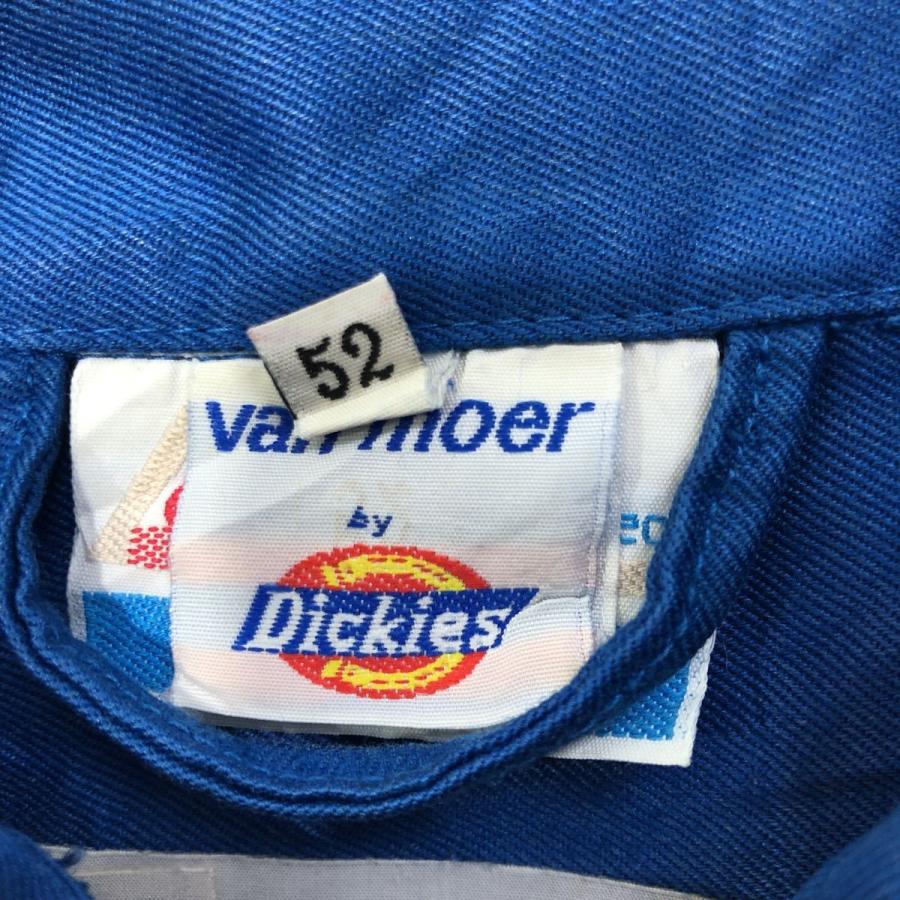 52
van moer
by
Dickies